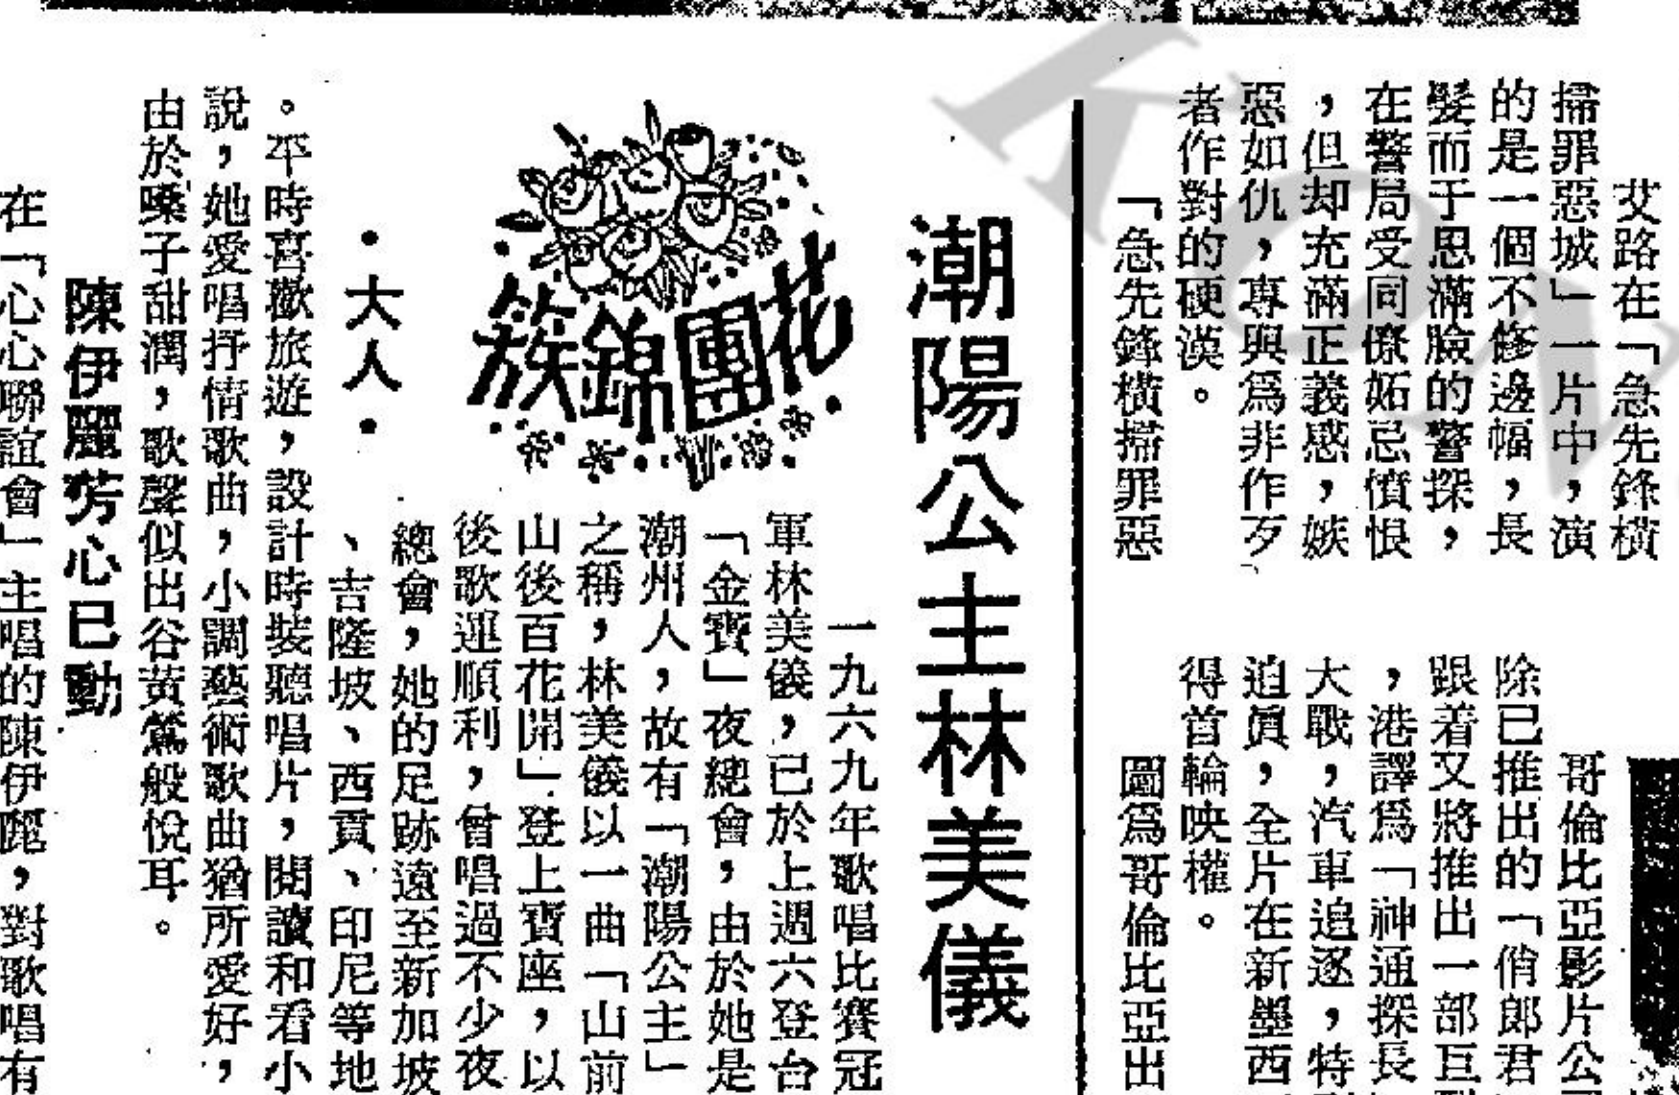 艾路在「急先鋒橫
掃罪惡城」一片中，演
的是一個不修邊幅，長
髮而于思滿臉的警探，
在警局受同僚妬忌憤恨
，但却充滿正義感，嫉
惡如仇，專與爲非作歹
者作對的硬漢。
「急先鋒橫掃罪惡
哥倫比亞影片公司
除已推出的「俏郎君
跟着又將推出一部巨
，港譯爲「神通探長
大戰，汽車追逐，特
迫眞，全片在新墨西
得首輪映權。
圖爲哥倫比亞出
潮陽公主林美儀
花團錦簇
·大人·
一九六九年歌唱比賽冠
軍林美儀，已於上週六登台
「金寶」夜總會，由於她是
潮州人，故有「潮陽公主」
之稱，林美儀以一曲「山前
山後百花開」登上寶座，以
後歌運順利，曾唱過不少夜
總會，她的足跡遠至新加坡
、吉隆坡、西貢、印尼等地
。平時喜歡旅遊，設計時裝聽唱片，閱讀和看小
說，她愛唱抒情歌曲，小調藝術歌曲猶所愛好，
由於嗓子甜潤，歌聲似出谷黃鶯般悅耳。
陳伊麗芳心已動
在「心心聯誼會」主唱的陳伊麗，對歌唱有